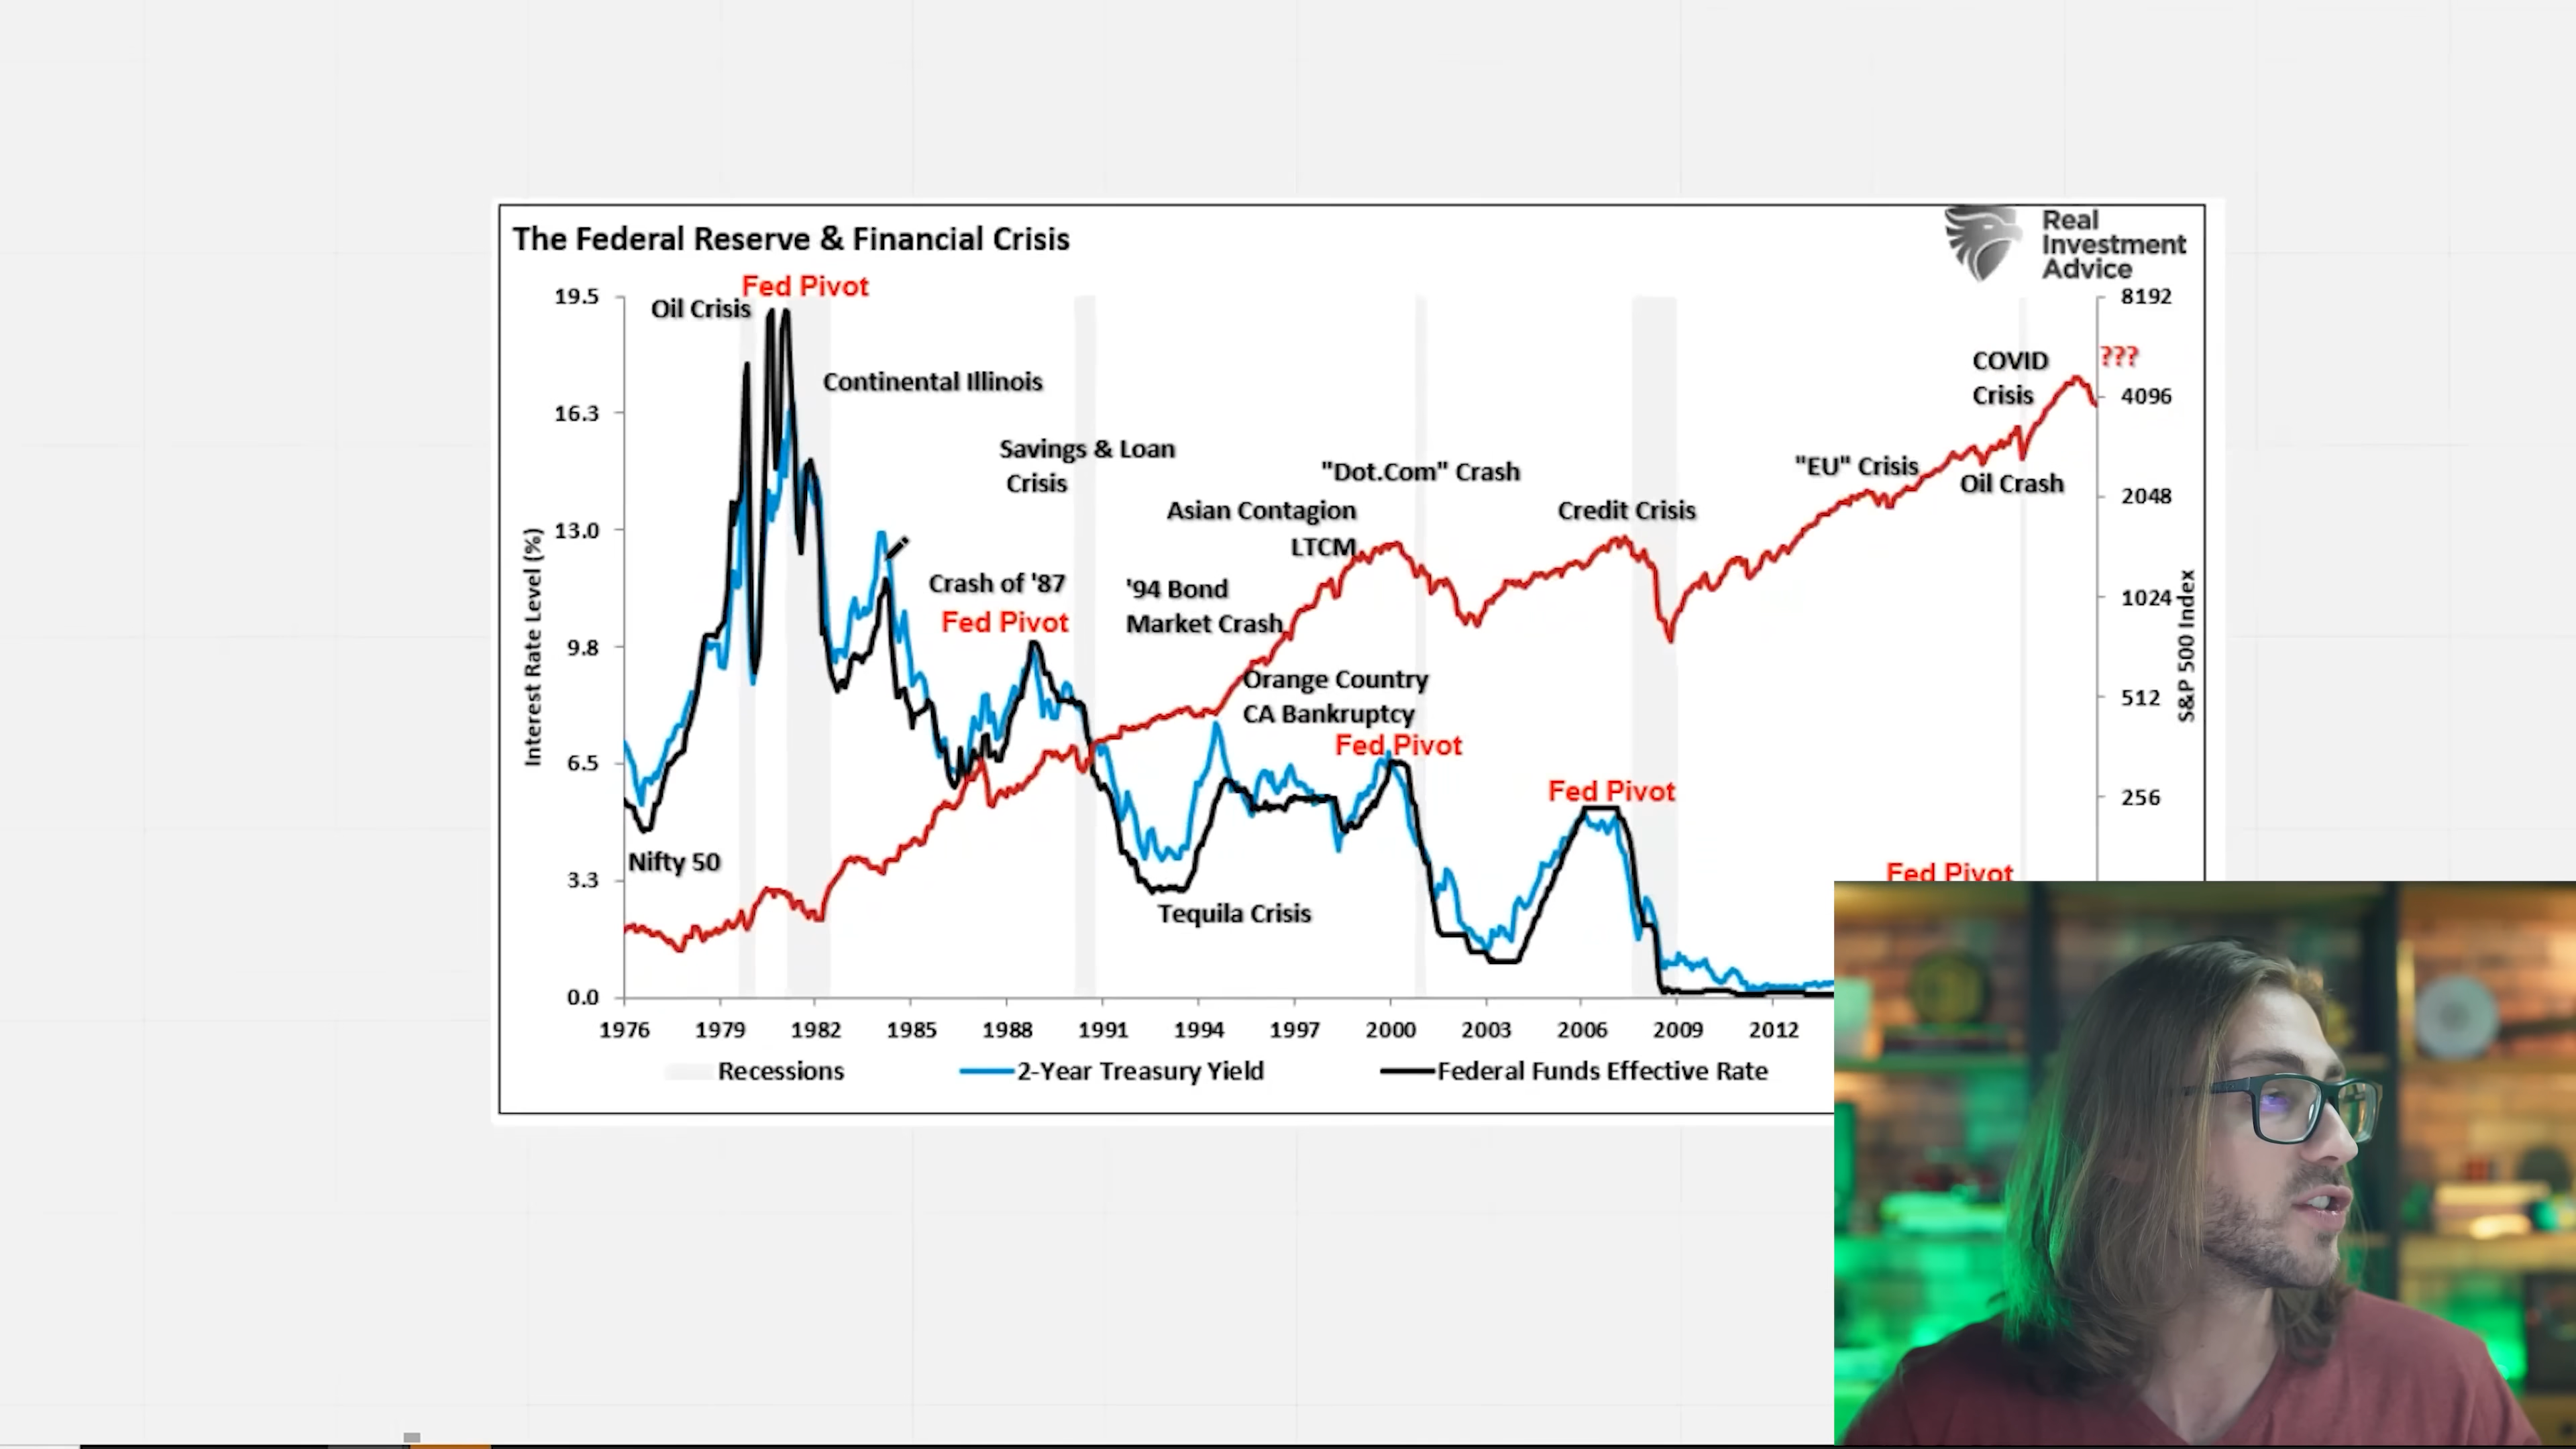 The Federal Reserve & Financial Crisis
Real
Investment
Advice
Fed Pivot
Oil Crisis
Continental Illinois
Savings & Loan
Crisis
"Dot.Com" Crash
Asian Contagion
LTCM
Credit Crisis
"EU" Crisis
COVID
Crisis
???
Oil Crash
Crash of '87
Fed Pivot
'94 Bond
Market Crash
Orange Country
CA Bankruptcy
Fed Pivot
Fed Pivot
Fed Pivot
Nifty 50
Tequila Crisis
Interest Rate Level (%)
19.5
16.3
13.0
9.8
6.5
3.3
0.0
8192
4096
2048
1024
512
256
S&P 500 Index
1976 1979 1982 1985 1988 1991 1994 1997 2000 2003 2006 2009 2012
Recessions 2-Year Treasury Yield Federal Funds Effective Rate